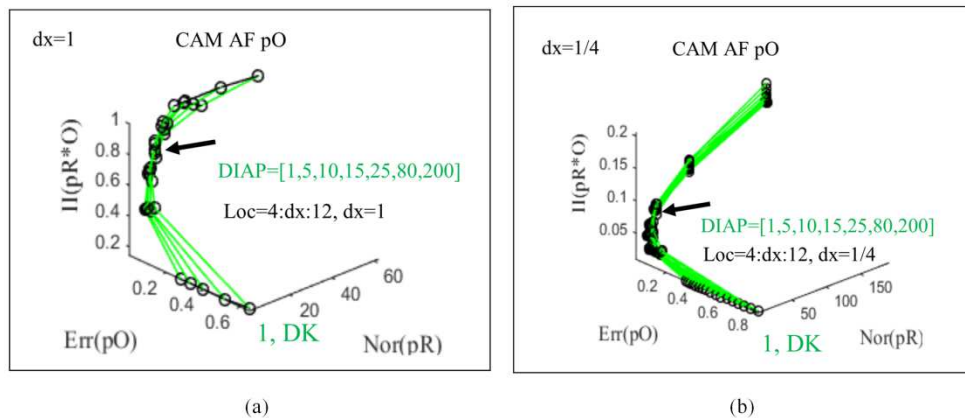 dx=1
CAM AF pO
II(pR*O)
1
0.8
0.6
0.4
0.2
DIAP=[1,5,10,15,25,80,200]
Loc=4:dx:12, dx=1
0.2
0.4
0.6
Err(pO)
1, DK
20
40
60
Nor(pR)
(a)
dx=1/4
CAM AF pO
II(pR*O)
0.2
0.15
0.1
0.05
DIAP=[1,5,10,15,25,80,200]
Loc=4:dx:12, dx=1/4
0.2
0.4
0.6
0.8
Err(pO)
1, DK
50
100
150
Nor(pR)
(b)